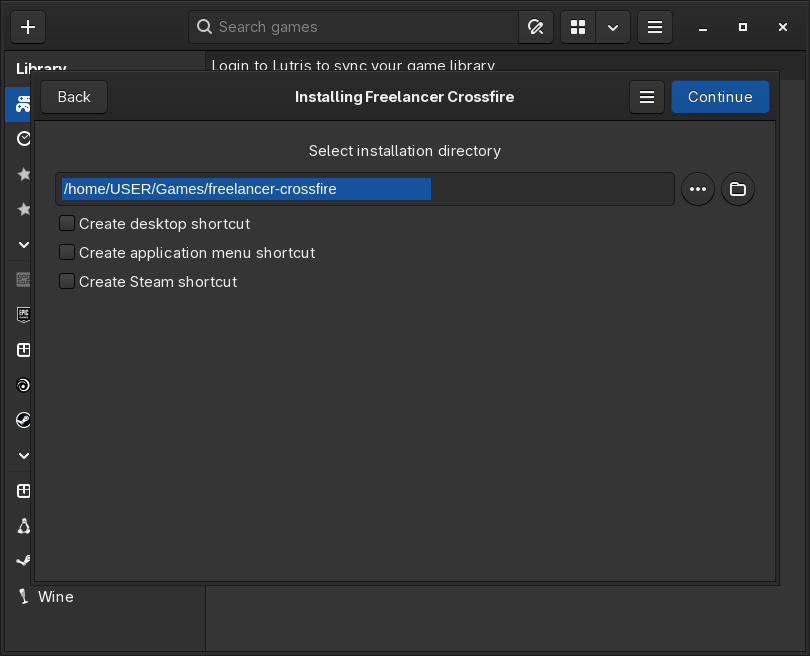 Search games
Library
Login to Lutris to sync your game library
Back
Installing Freelancer Crossfire
Continue
Select installation directory
/home/USER/Games/freelancer-crossfire
Create desktop shortcut
Create application menu shortcut
Create Steam shortcut
EPIC
Wine